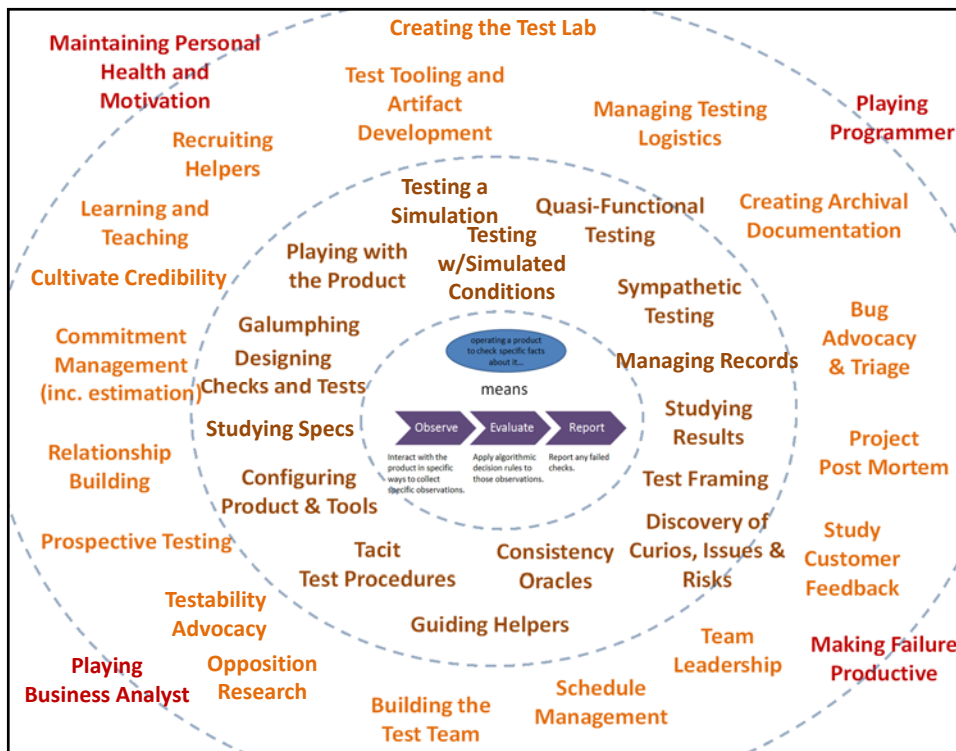 Creating the Test Lab
Maintaining Personal
Health and
Motivation
Test Tooling and
Artifact
Development
Managing Testing
Logistics
Playing
Programmer
Recruiting
Helpers
Testing a
Simulation
Quasi-Functional
Testing
Creating Archival
Documentation
Learning and
Teaching
Playing with
the Product
Testing
w/Simulated
Conditions
Cultivate Credibility
Sympathetic
Testing
Galumphing
Bug
Advocacy
& Triage
Commitment
Management
(inc. estimation)
Designing
Checks and Tests
operating a product
to check specific facts
about it...
means
Managing Records
Studying Specs
Observe
Evaluate
Report
Studying
Results
Interact with the
product in specific
ways to collect
specific observations.
Apply algorithmic
decision rules to
those observations.
Report any failed
checks.
Relationship
Building
Configuring
Product & Tools
Test Framing
Project
Post Mortem
Prospective Testing
Tacit
Test Procedures
Consistency
Oracles
Discovery of
Curios, Issues &
Risks
Study
Customer
Feedback
Testability
Advocacy
Guiding Helpers
Team
Leadership
Making Failure
Productive
Playing
Business Analyst
Opposition
Research
Building the
Test Team
Schedule
Management